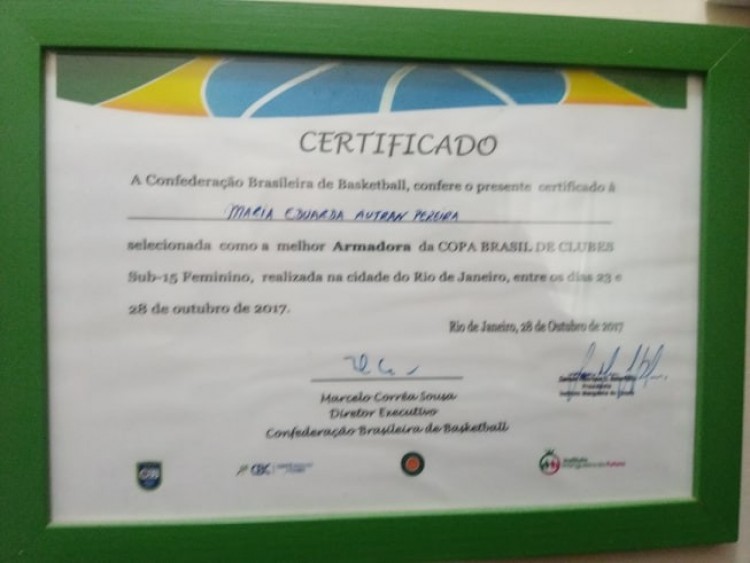 CERTIFICADO
A Confederação Brasileira de Basketball, confere o presente certificado à
MARIA EDUARDA AUTRAN PEREIRA
selecionada como a melhor Armadora da COPA BRASIL DE CLUBES
Sub-15 Feminino, realizada na cidade do Rio de Janeiro, entre os dias 23 e
28 de outubro de 2017.
Rio de Janeiro, 28 de Outubro de 2017
Marcelo Corrêa Sousa
Diretor Executivo
Confederação Brasileira de Basketball
Presidente
CBC
Instituto